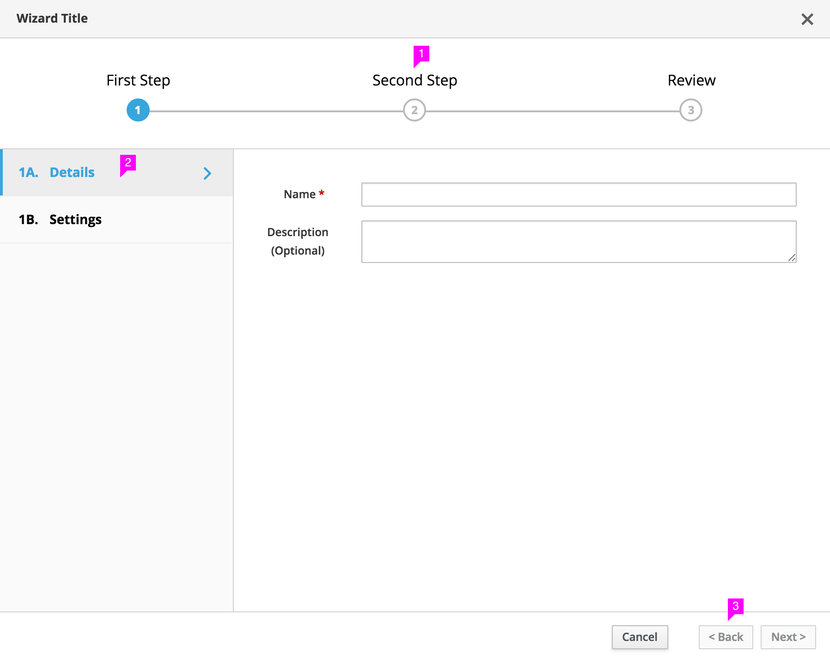 Wizard Title
1
First Step Second Step Review
1 2 3
1A. Details 2
1B. Settings
Name *
Description
(Optional)
3
Cancel < Back Next >